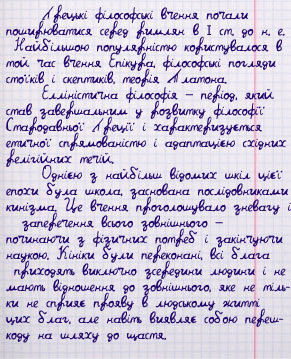 Грецькі філософські вчення почали
поширюватися серед римлян в І ст. до н. е.
Найбільшою популярністю користувалося в
той час вчення Епікура, філософські погляди
стоїків і скептиків, теорія Платона.
Елліністична філософія – період, який
став завершальним у розвитку філософії
Стародавньої Греції і характеризується
етичної спрямованістю і адаптацією східних
релігійних течій.
Однією з найбільш відомих шкіл цієї
епохи була школа, заснована послідовниками
кинізма. Це вчення проголошувало зневагу і
заперечення всього зовнішнього –
починаючи з фізичних потреб і закінчуючи
наукою. Кініки були переконані, всі блага
приходять виключно зсередини людини і не
мають відношення до зовнішнього, яке не тіль-
ки не сприяє прояву в людському житті
цих благ, але навіть виявляє собою переш-
коду на шляху до щастя.